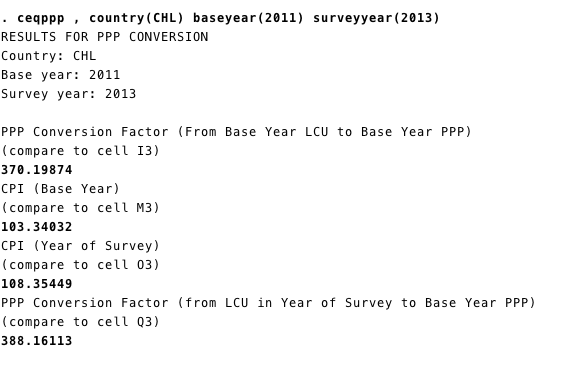 . ceqppp , country(CHL) baseyear(2011) surveyyear(2013)
RESULTS FOR PPP CONVERSION
Country: CHL
Base year: 2011
Survey year: 2013
PPP Conversion Factor (From Base Year LCU to Base Year PPP)
(compare to cell I3)
370.19874
CPI (Base Year)
(compare to cell M3)
103.34032
CPI (Year of Survey)
(compare to cell O3)
108.35449
PPP Conversion Factor (from LCU in Year of Survey to Base Year PPP)
(compare to cell Q3)
388.16113